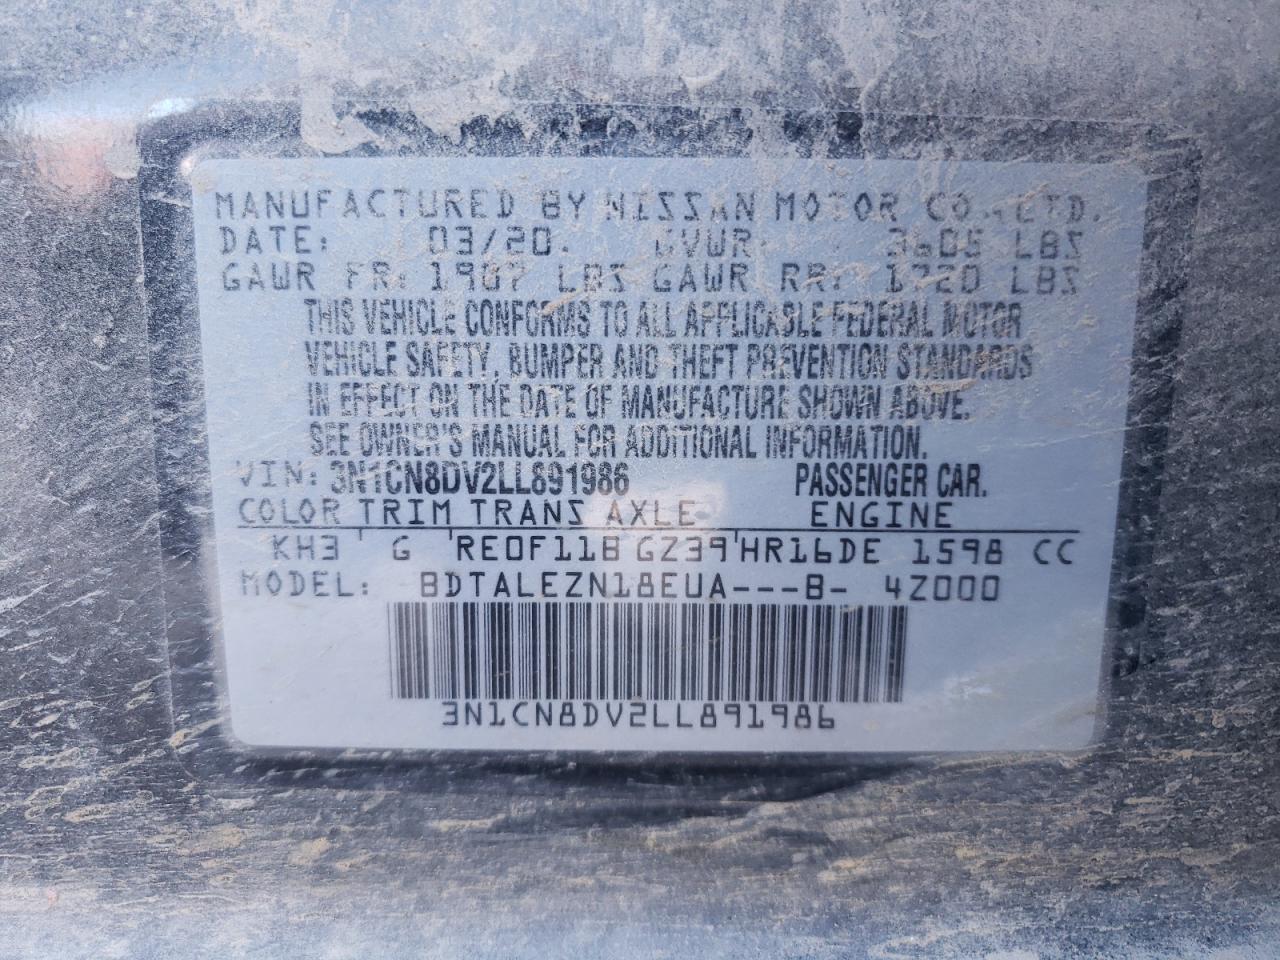 MANUFACTURED BY NISSAN MOTOR CO.,LTD.
DATE: 03/20. GVWR: 3605 LBS
GAWR FR: 1907 LBS GAWR RR: 1720 LBS
THIS VEHICLE CONFORMS TO ALL APPLICABLE FEDERAL MOTOR
VEHICLE SAFETY, BUMPER AND THEFT PREVENTION STANDARDS
IN EFFECT ON THE DATE OF MANUFACTURE SHOWN ABOVE.
SEE OWNER'S MANUAL FOR ADDITIONAL INFORMATION.
VIN: 3N1CN8DV2LL891986 PASSENGER CAR.
COLOR TRIM TRANS AXLE ENGINE
KH3 G RE0F11B GZ39 HR16DE 1598 CC
MODEL: BDTALEZN18EUA---B- 4Z000
3N1CN8DV2LL891986